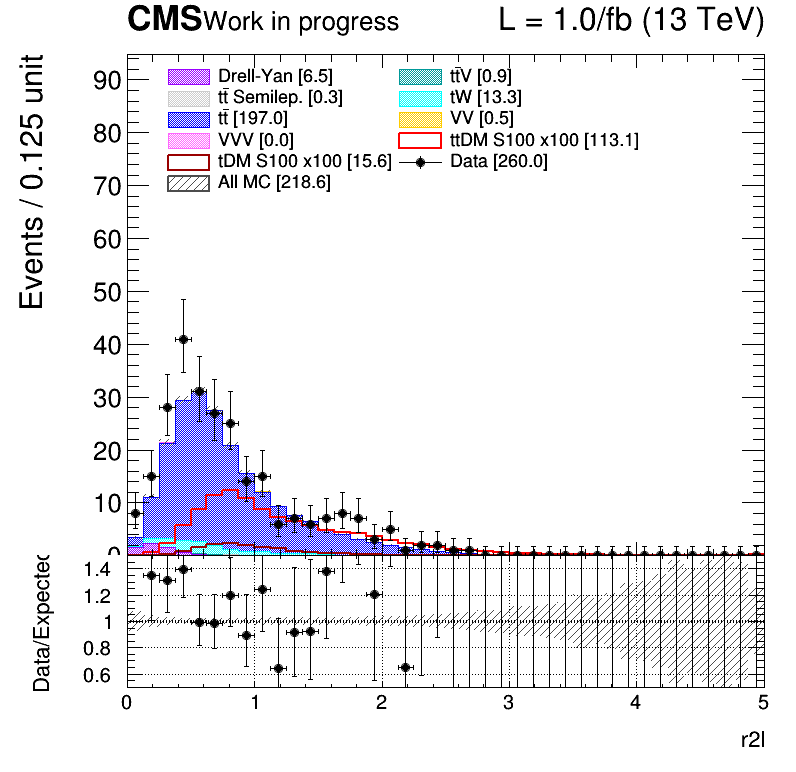 CMS Work in progress L = 1.0/fb (13 TeV)
Events / 0.125 unit
90
80
70
60
50
40
30
20
10
0
Drell-Yan [6.5]
tt̄V [0.9]
tt̄ Semilep. [0.3]
tW [13.3]
tt̄ [197.0]
VV [0.5]
VVV [0.0]
ttDM S100 x100 [113.1]
tDM S100 x100 [15.6]
Data [260.0]
All MC [218.6]
Data/Expected
1.4
1.2
1
0.8
0.6
0 1 2 3 4 5
r2l